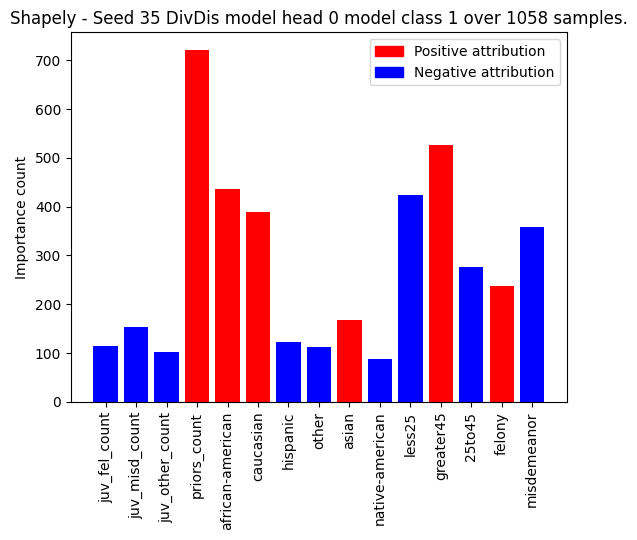 Shapely - Seed 35 DivDis model head 0 model class 1 over 1058 samples.
Positive attribution
Negative attribution
Importance count
700
600
500
400
300
200
100
0
juv_fel_count
juv_misd_count
juv_other_count
priors_count
african-american
caucasian
hispanic
other
asian
native-american
less25
greater45
25to45
felony
misdemeanor